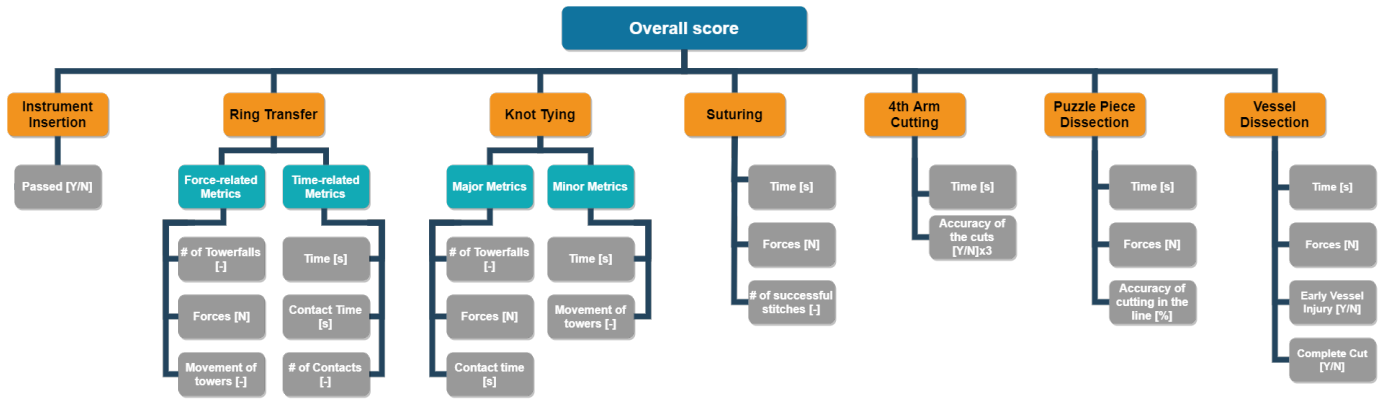 Overall score
Instrument
Insertion
Ring Transfer
Knot Tying
Suturing
4th Arm
Cutting
Puzzle Piece
Dissection
Vessel
Dissection
Passed [Y/N]
Force-related
Metrics
Time-related
Metrics
Major Metrics
Minor Metrics
Time [s]
Time [s]
Time [s]
Time [s]
# of Towerfalls
[-]
Time [s]
# of Towerfalls
[-]
Time [s]
Forces [N]
Accuracy of
the cuts
[Y/N]x3
Forces [N]
Forces [N]
Forces [N]
Contact Time
[s]
Forces [N]
Movement of
towers [-]
# of successful
stitches [-]
Accuracy of
cutting in the
line [%]
Early Vessel
Injury [Y/N]
Movement of
towers [-]
# of Contacts
[-]
Contact time
[s]
Complete Cut
[Y/N]